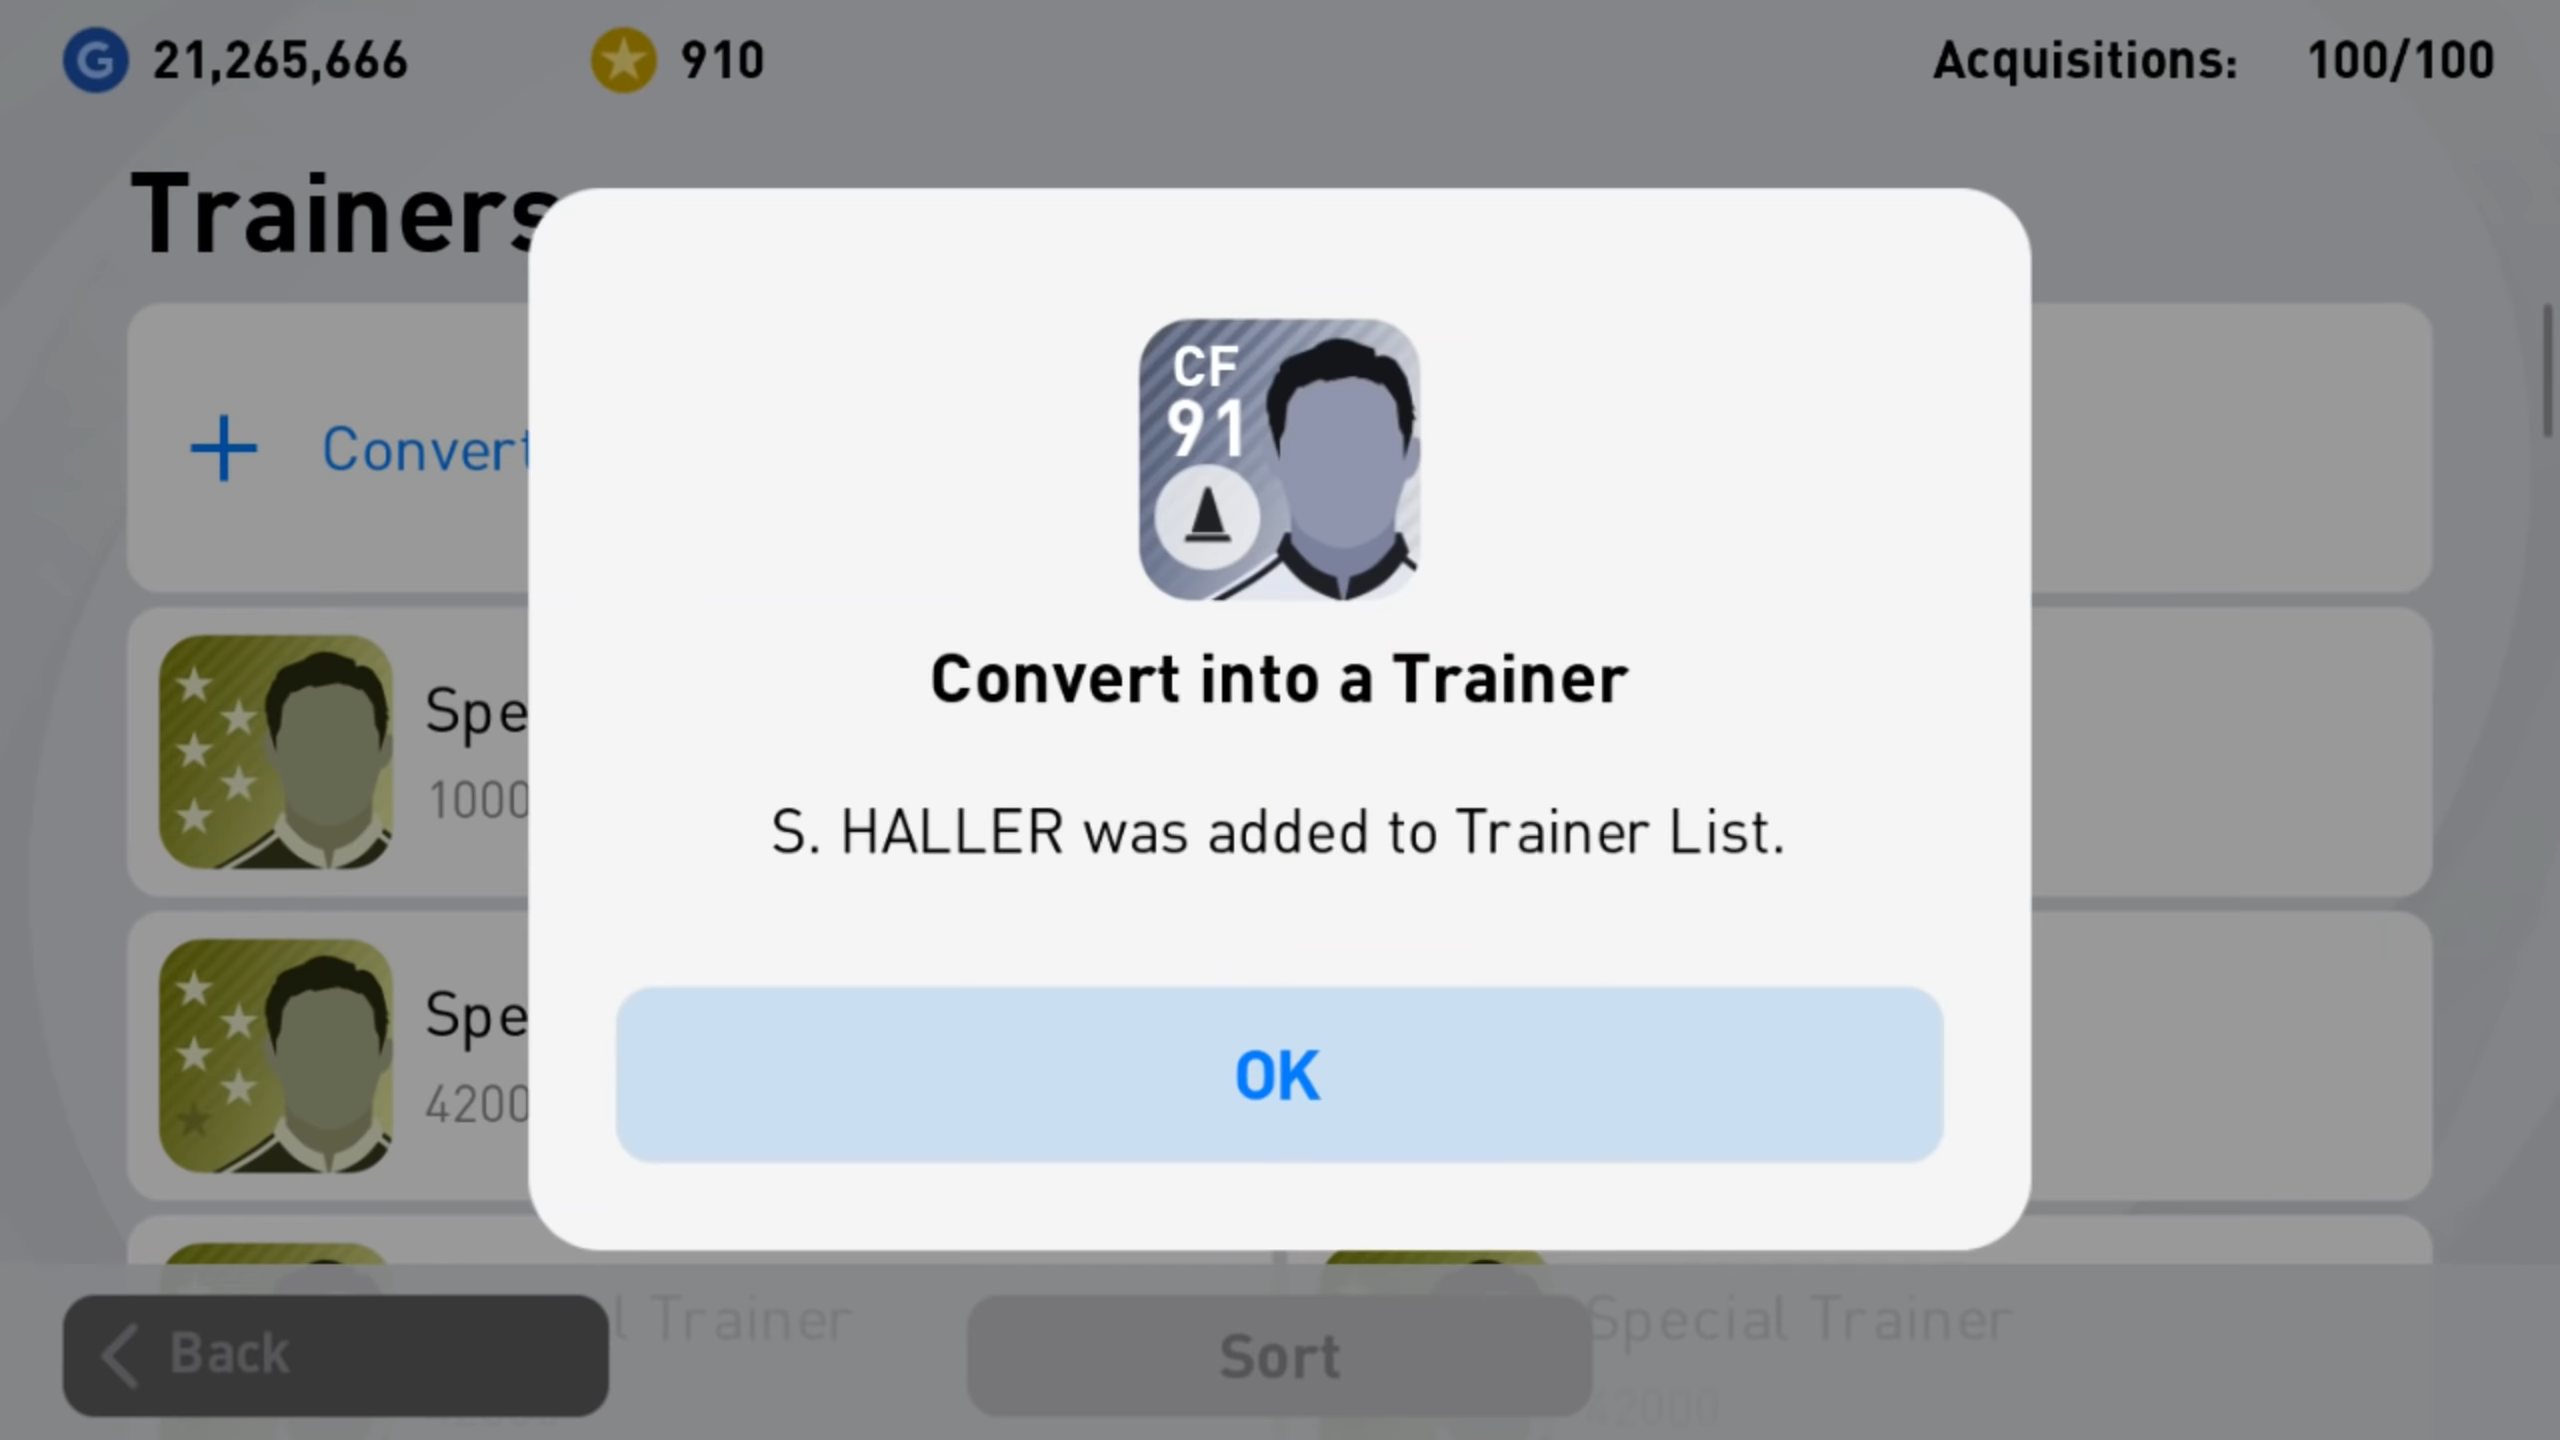 G 21,265,666 910 Acquisitions: 100/100
Trainers
CF
91
Convert
Convert into a Trainer
Spe
1000
S. HALLER was added to Trainer List.
Spe
4200
OK
l Trainer
Special Trainer
Back
Sort
42000